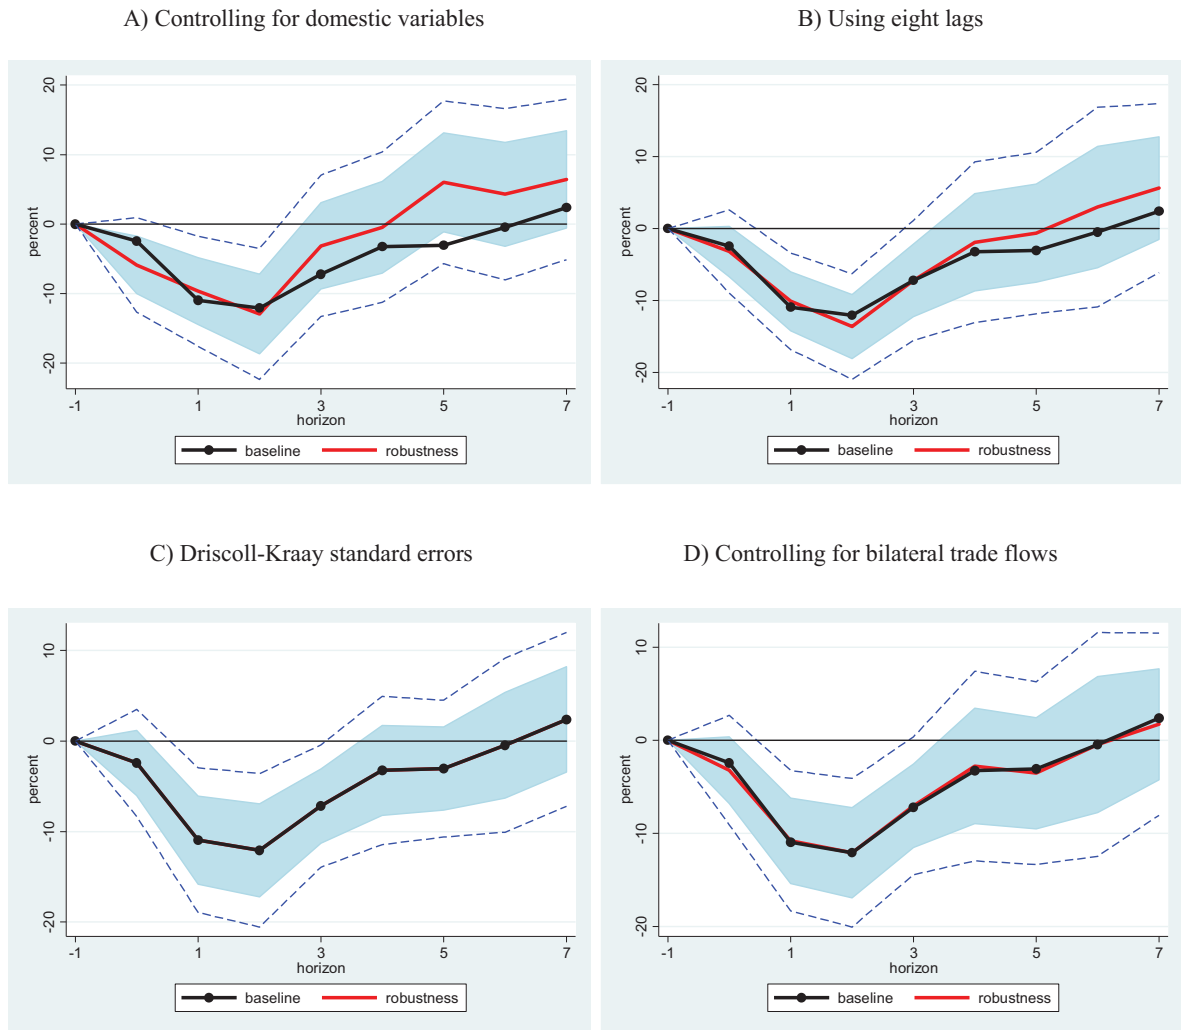 A) Controlling for domestic variables
B) Using eight lags
percent
20
10
0
-10
-20
-1 1 3 5 7
horizon
baseline robustness
percent
20
10
0
-10
-20
-1 1 3 5 7
horizon
baseline robustness
C) Driscoll-Kraay standard errors
D) Controlling for bilateral trade flows
percent
10
0
-10
-20
-1 1 3 5 7
horizon
baseline robustness
percent
10
0
-10
-20
-1 1 3 5 7
horizon
baseline robustness